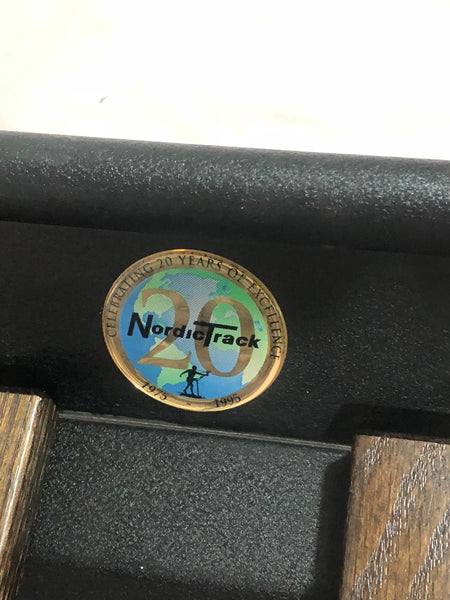 CELEBRATING 20 YEARS OF EXCELLENCE
20
NordicTrack
1975 - 1995